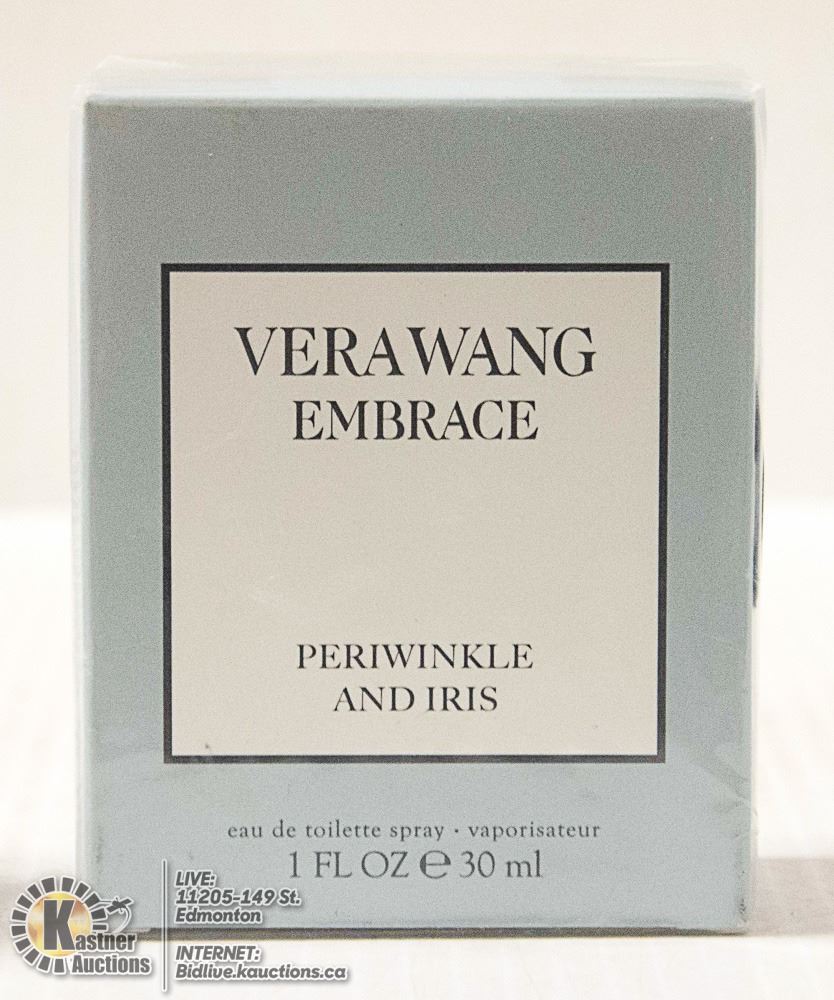 VERA WANG
EMBRACE
PERIWINKLE
AND IRIS
eau de toilette spray · vaporisateur
1 FL OZ ℮ 30 ml
Kastner
Auctions
LIVE:
11205-149 St.
Edmonton
INTERNET:
Bidlive.kauctions.ca